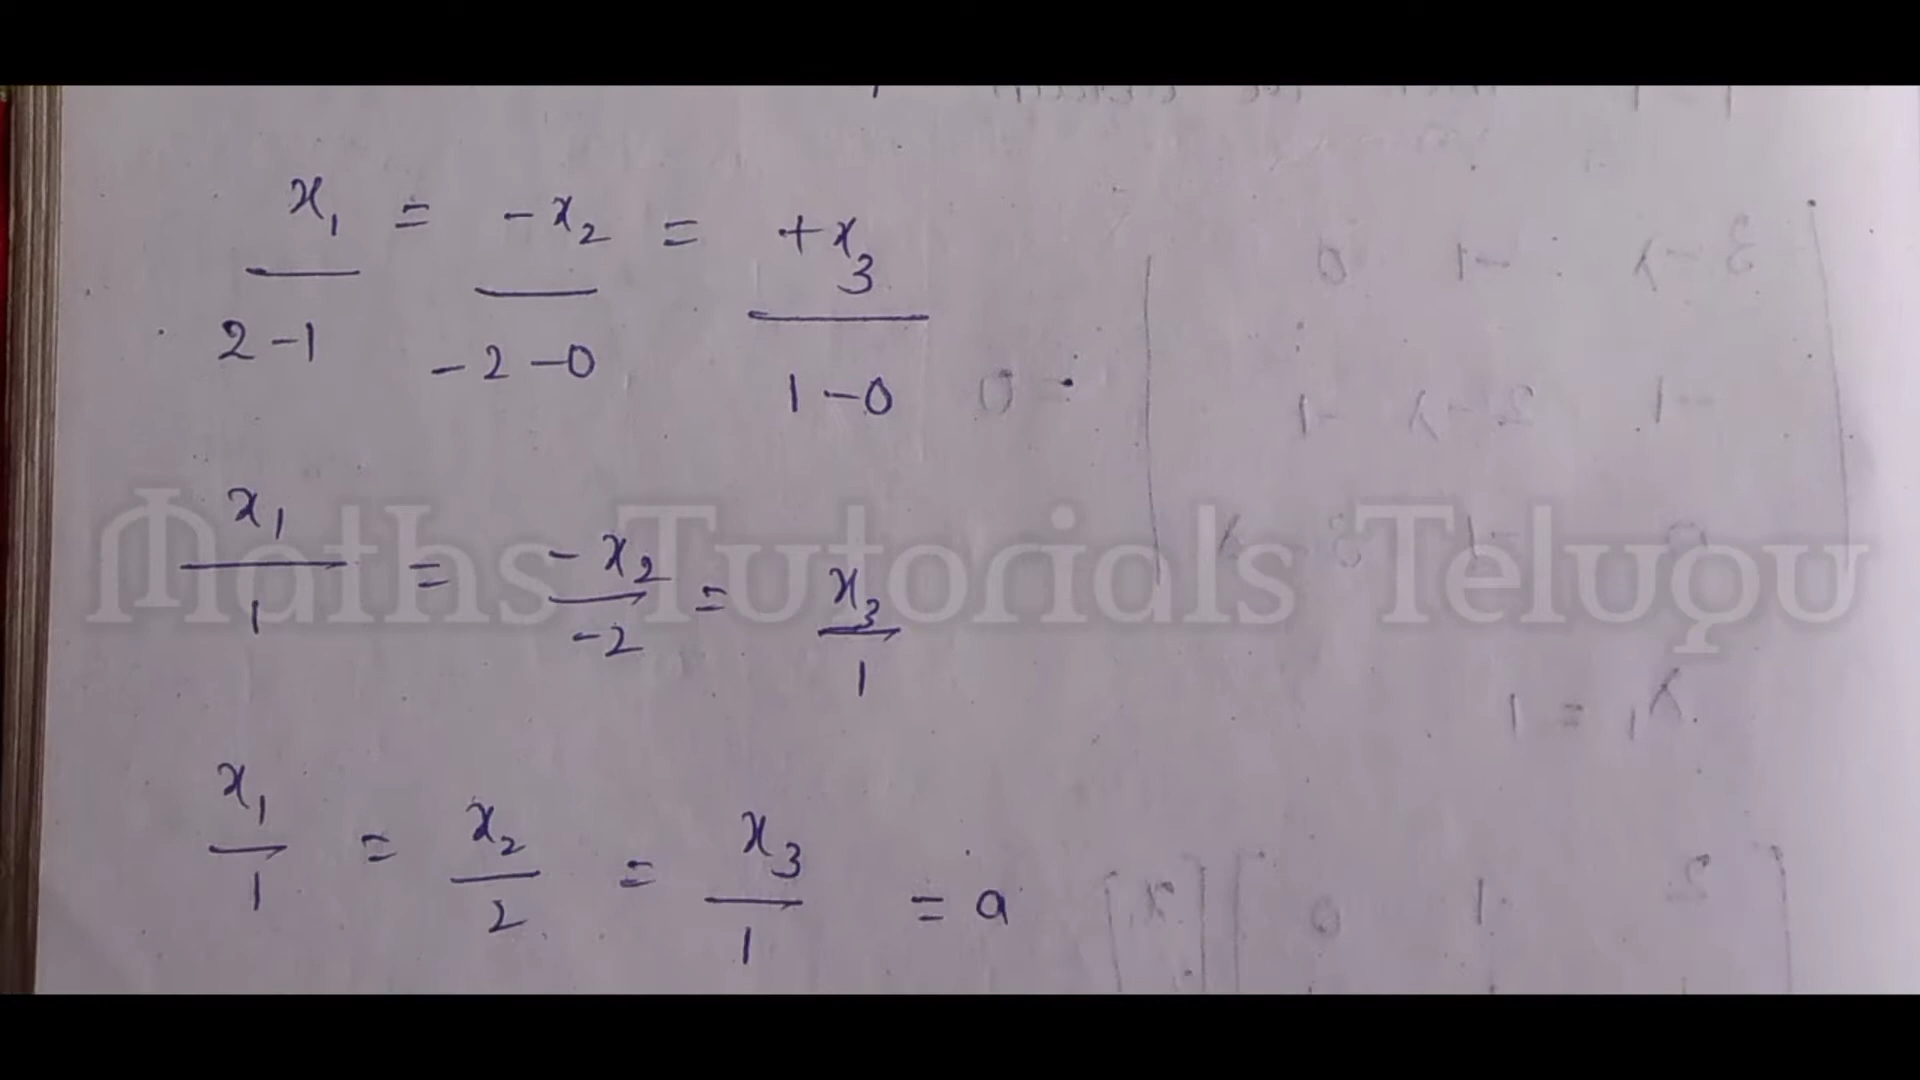 x₁/(2-1) = -x₂/(-2-0) = +x₃/(1-0)
x₁/1 = -x₂/-2 = x₃/1
Maths Tutorials Telugu
x₁/1 = x₂/2 = x₃/1 = a